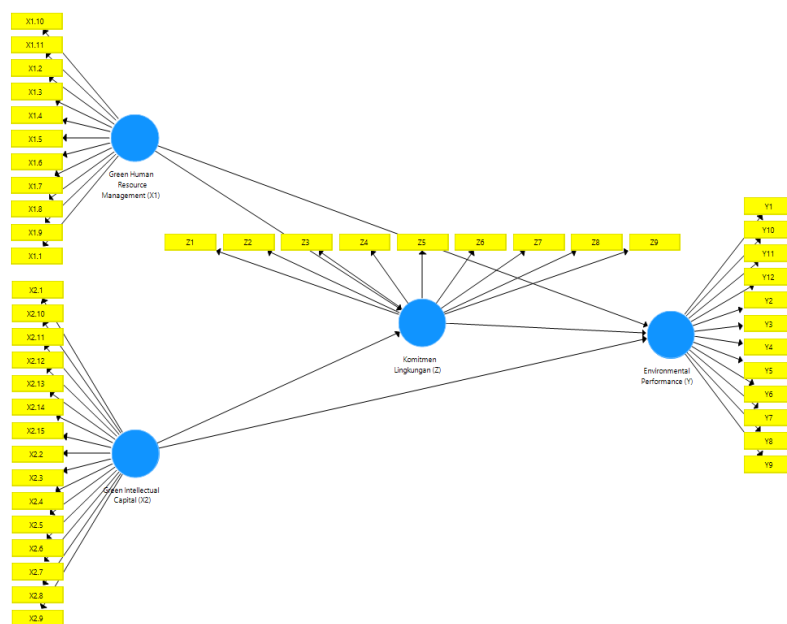 X1.10
X1.11
X1.2
X1.3
X1.4
X1.5
X1.6
X1.7
X1.8
X1.9
X1.1
Green Human
Resource
Management (X1)
Z1 Z2 Z3 Z4 Z5 Z6 Z7 Z8 Z9
Komitmen
Lingkungan (Z)
X2.1
X2.10
X2.11
X2.12
X2.13
X2.14
X2.15
X2.2
X2.3
X2.4
X2.5
X2.6
X2.7
X2.8
X2.9
Green Intellectual
Capital (X2)
Y1
Y10
Y11
Y12
Y2
Y3
Y4
Y5
Y6
Y7
Y8
Y9
Environmental
Performance (Y)